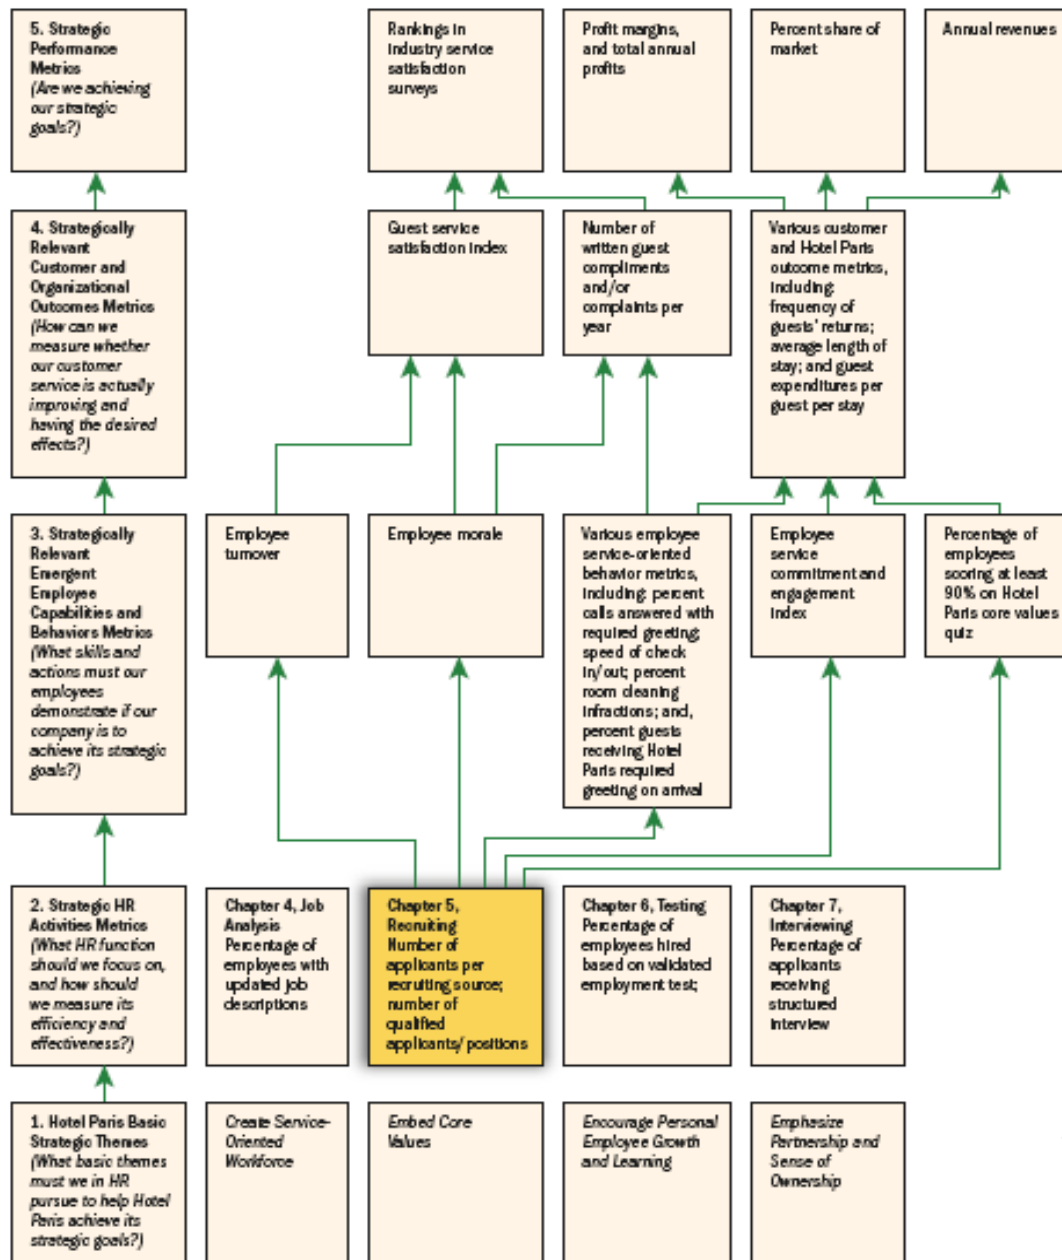 5. Strategic
Performance
Metrics
(Are we achieving
our strategic
goals?)
Rankings in
industry service
satisfaction
surveys
Profit margins,
and total annual
profits
Percent share of
market
Annual revenues
4. Strategically
Relevant
Customer and
Organizational
Outcomes Metrics
(How can we
measure whether
our customer
service is actually
improving and
having the desired
effects?)
Guest service
satisfaction index
Number of
written guest
compliments
and/or
complaints per
year
Various customer
and Hotel Paris
outcome metrics,
including:
frequency of
guests' returns;
average length of
stay; and guest
expenditures per
guest per stay
3. Strategically
Relevant
Emergent
Employee
Capabilities and
Behaviors Metrics
(What skills and
actions must our
employees
demonstrate if our
company is to
achieve its strategic
goals?)
Employee
turnover
Employee morale
Various employee
service-oriented
behavior metrics,
including: percent
calls answered with
required greeting;
speed of check
in/out; percent
room cleaning
infractions; and,
percent guests
receiving Hotel
Paris required
greeting on arrival
Employee
service
commitment and
engagement
index
Percentage of
employees
scoring at least
90% on Hotel
Paris core values
quiz
2. Strategic HR
Activities Metrics
(What HR function
should we focus on,
and how should
we measure its
efficiency and
effectiveness?)
Chapter 4, Job
Analysis
Percentage of
employees with
updated job
descriptions
Chapter 5,
Recruiting
Number of
applicants per
recruiting source;
number of
qualified
applicants/positions
Chapter 6, Testing
Percentage of
employees hired
based on validated
employment test;
Chapter 7,
Interviewing
Percentage of
applicants
receiving
structured
interview
1. Hotel Paris Basic
Strategic Themes
(What basic themes
must we in HR
pursue to help Hotel
Paris achieve its
strategic goals?)
Create Service-
Oriented
Workforce
Embed Core
Values
Encourage Personal
Employee Growth
and Learning
Emphasize
Partnership and
Sense of
Ownership